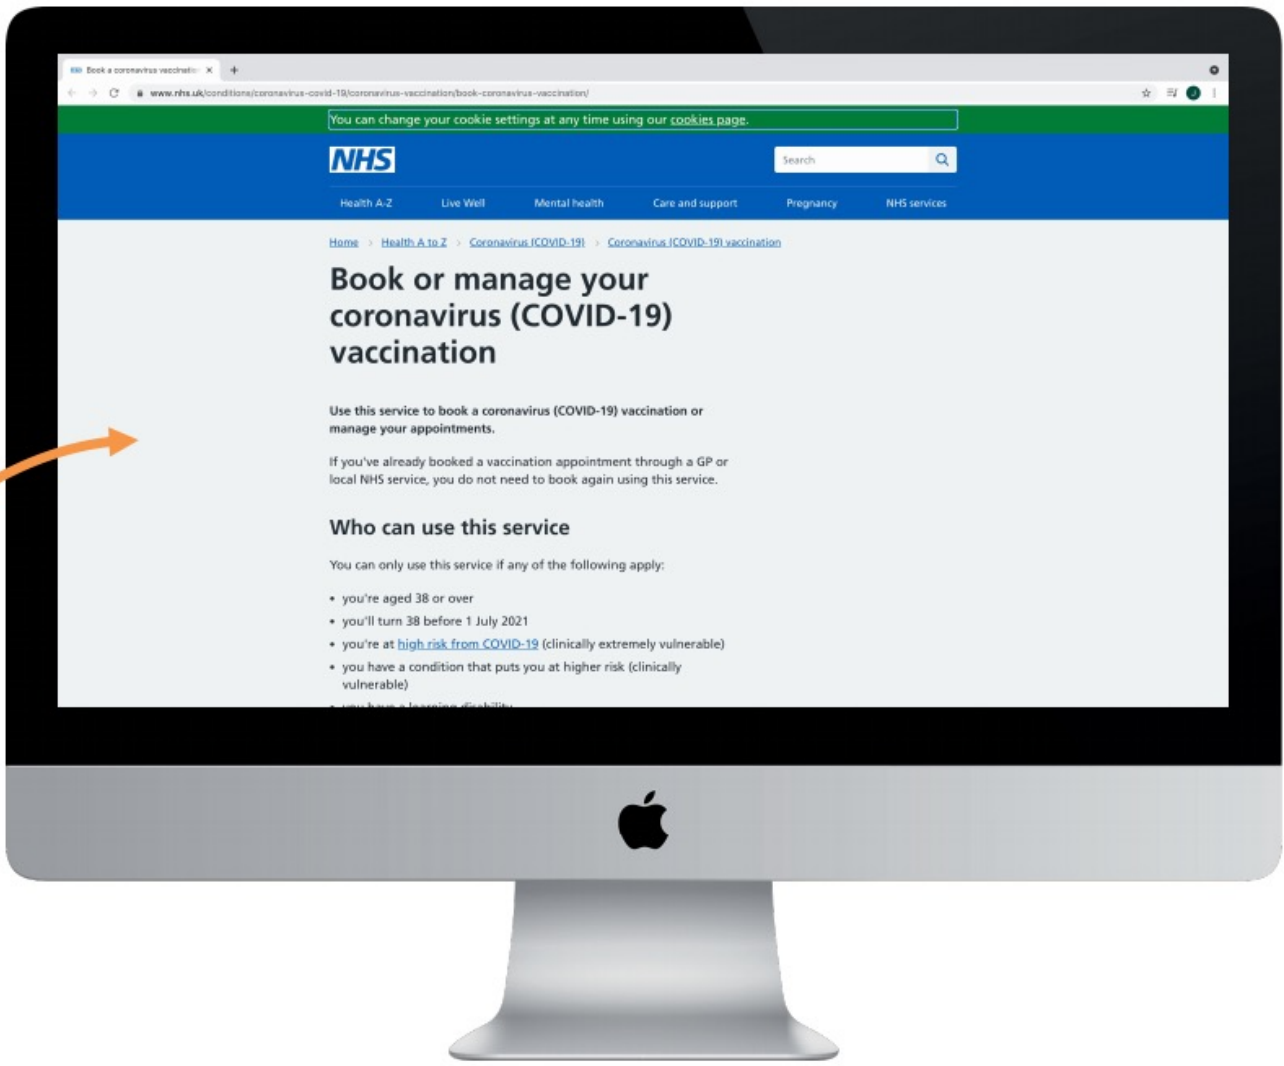 Book a coronavirus vaccinatio
www.nhs.uk/conditions/coronavirus-covid-19/coronavirus-vaccination/book-coronavirus-vaccination/
J
You can change your cookie settings at any time using our cookies page.
NHS
Search
Health A-Z Live Well Mental health Care and support Pregnancy NHS services
Home > Health A to Z > Coronavirus (COVID-19) > Coronavirus (COVID-19) vaccination
Book or manage your
coronavirus (COVID-19)
vaccination
Use this service to book a coronavirus (COVID-19) vaccination or
manage your appointments.
If you've already booked a vaccination appointment through a GP or
local NHS service, you do not need to book again using this service.
Who can use this service
You can only use this service if any of the following apply:
• you're aged 38 or over
• you'll turn 38 before 1 July 2021
• you're at high risk from COVID-19 (clinically extremely vulnerable)
• you have a condition that puts you at higher risk (clinically
vulnerable)
• you have a learning disability